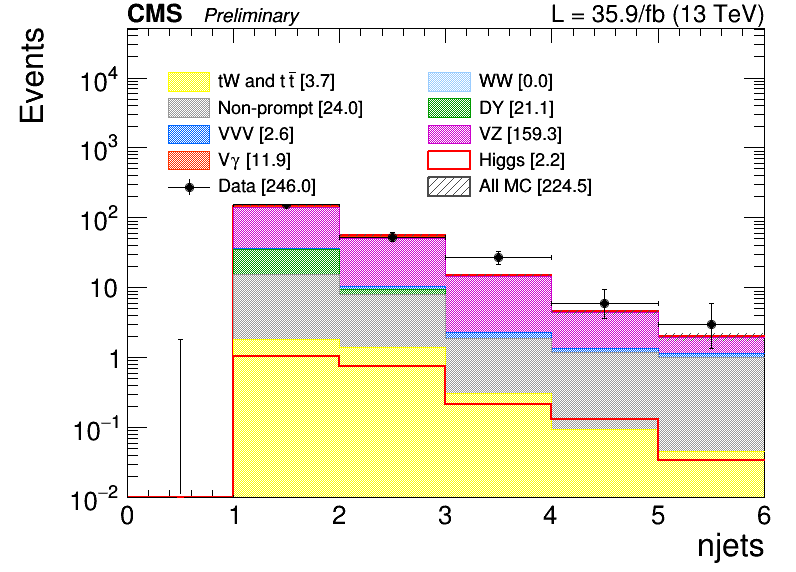 CMS Preliminary L = 35.9/fb (13 TeV)
Events
tW and t t̄ [3.7] WW [0.0]
Non-prompt [24.0] DY [21.1]
VVV [2.6] VZ [159.3]
Vγ [11.9] Higgs [2.2]
Data [246.0] All MC [224.5]
10⁴
10³
10²
10
1
10⁻¹
10⁻²
0 1 2 3 4 5 6
njets